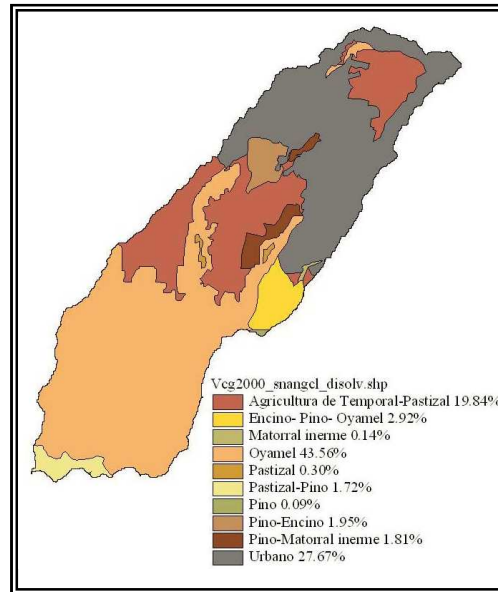 Vcg2000_snangcl_disolv.shp
Agricultura de Temporal-Pastizal 19.84%
Encino- Pino- Oyamel 2.92%
Matorral inerme 0.14%
Oyamel 43.56%
Pastizal 0.30%
Pastizal-Pino 1.72%
Pino 0.09%
Pino-Encino 1.95%
Pino-Matorral inerme 1.81%
Urbano 27.67%